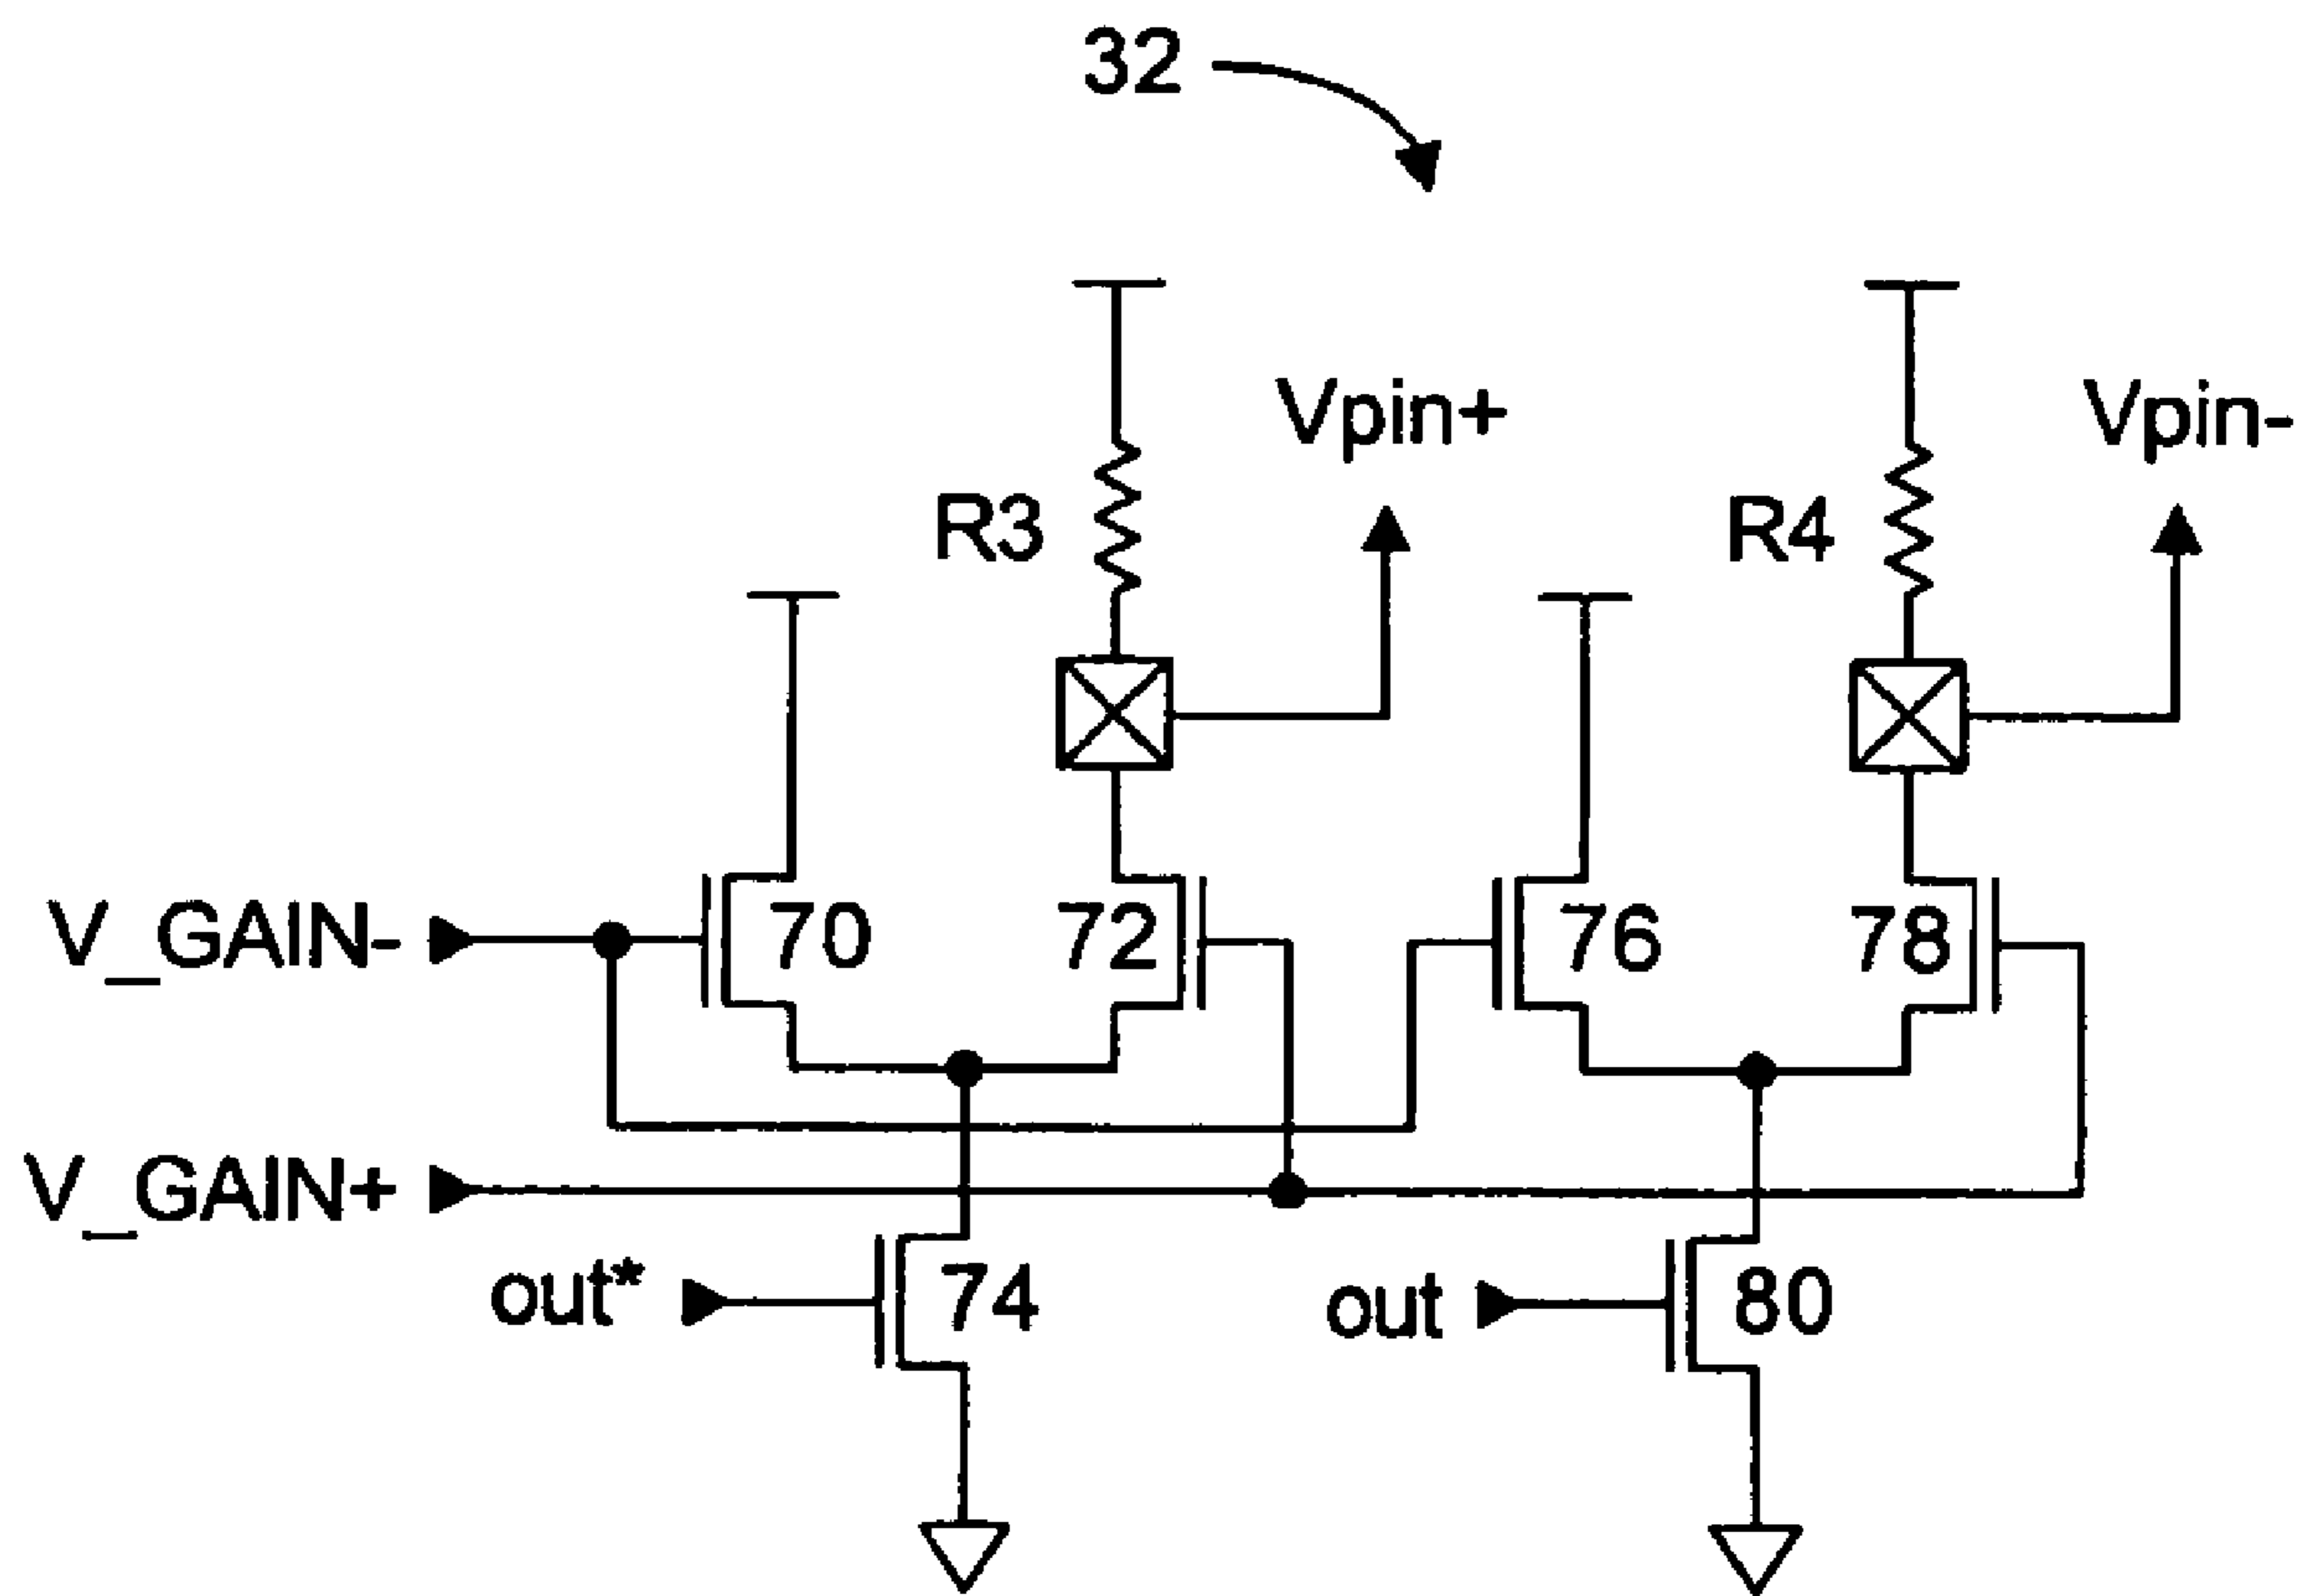 32
Vpin+
Vpin-
R3
R4
V_GAIN-
70
72
76
78
V_GAIN+
out*
74
out
80